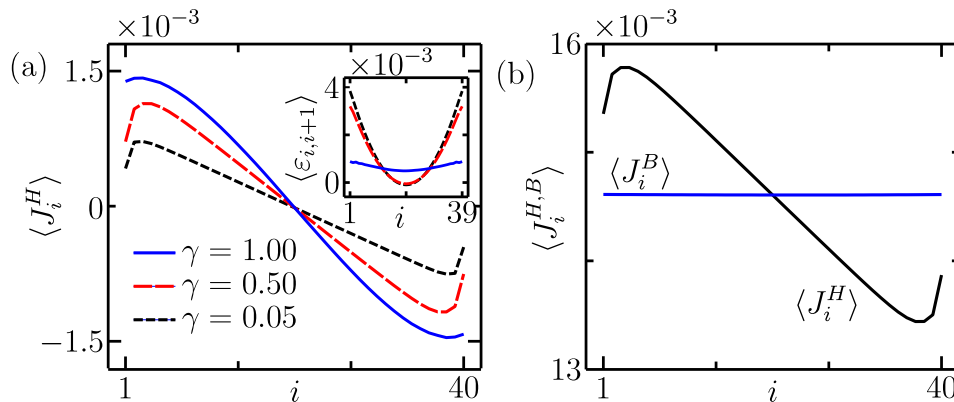 ×10⁻³
(a)
1.5
0
−1.5
⟨J_i^H⟩
1
i
40
γ = 1.00
γ = 0.50
γ = 0.05
×10⁻³
4
0
⟨ε_{i,i+1}⟩
1
i
39
×10⁻³
(b)
16
13
⟨J_i^{H,B}⟩
⟨J_i^B⟩
⟨J_i^H⟩
1
i
40